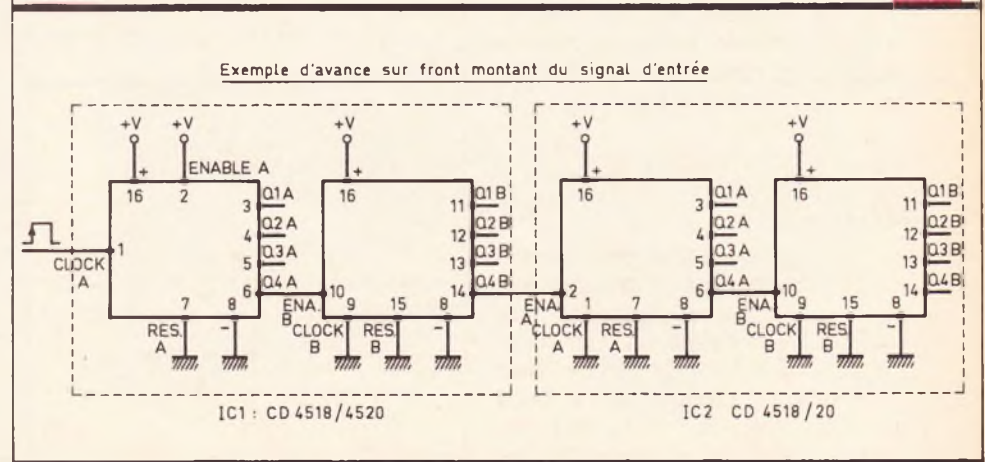 Exemple d'avance sur front montant du signal d'entrée
+V +V +V +V +V
+ ENABLE A + + +
16 2 16 16 16
3 Q1A 11 Q1B 3 Q1A 11 Q1B
4 Q2A 12 Q2B 4 Q2A 12 Q2B
1 5 Q3A 13 Q3B 5 Q3A 13 Q3B
CLOCK A
6 Q4A 10 14 Q4B 2 6 Q4A 10 14 Q4B
ENA. B ENA. A ENA. B
7 8 9 15 8 1 7 8 9 15 8
RES. A - CLOCK B RES. B - CLOCK A RES. A - CLOCK B RES. B -
IC1 : CD 4518/4520 IC2 CD 4518/20